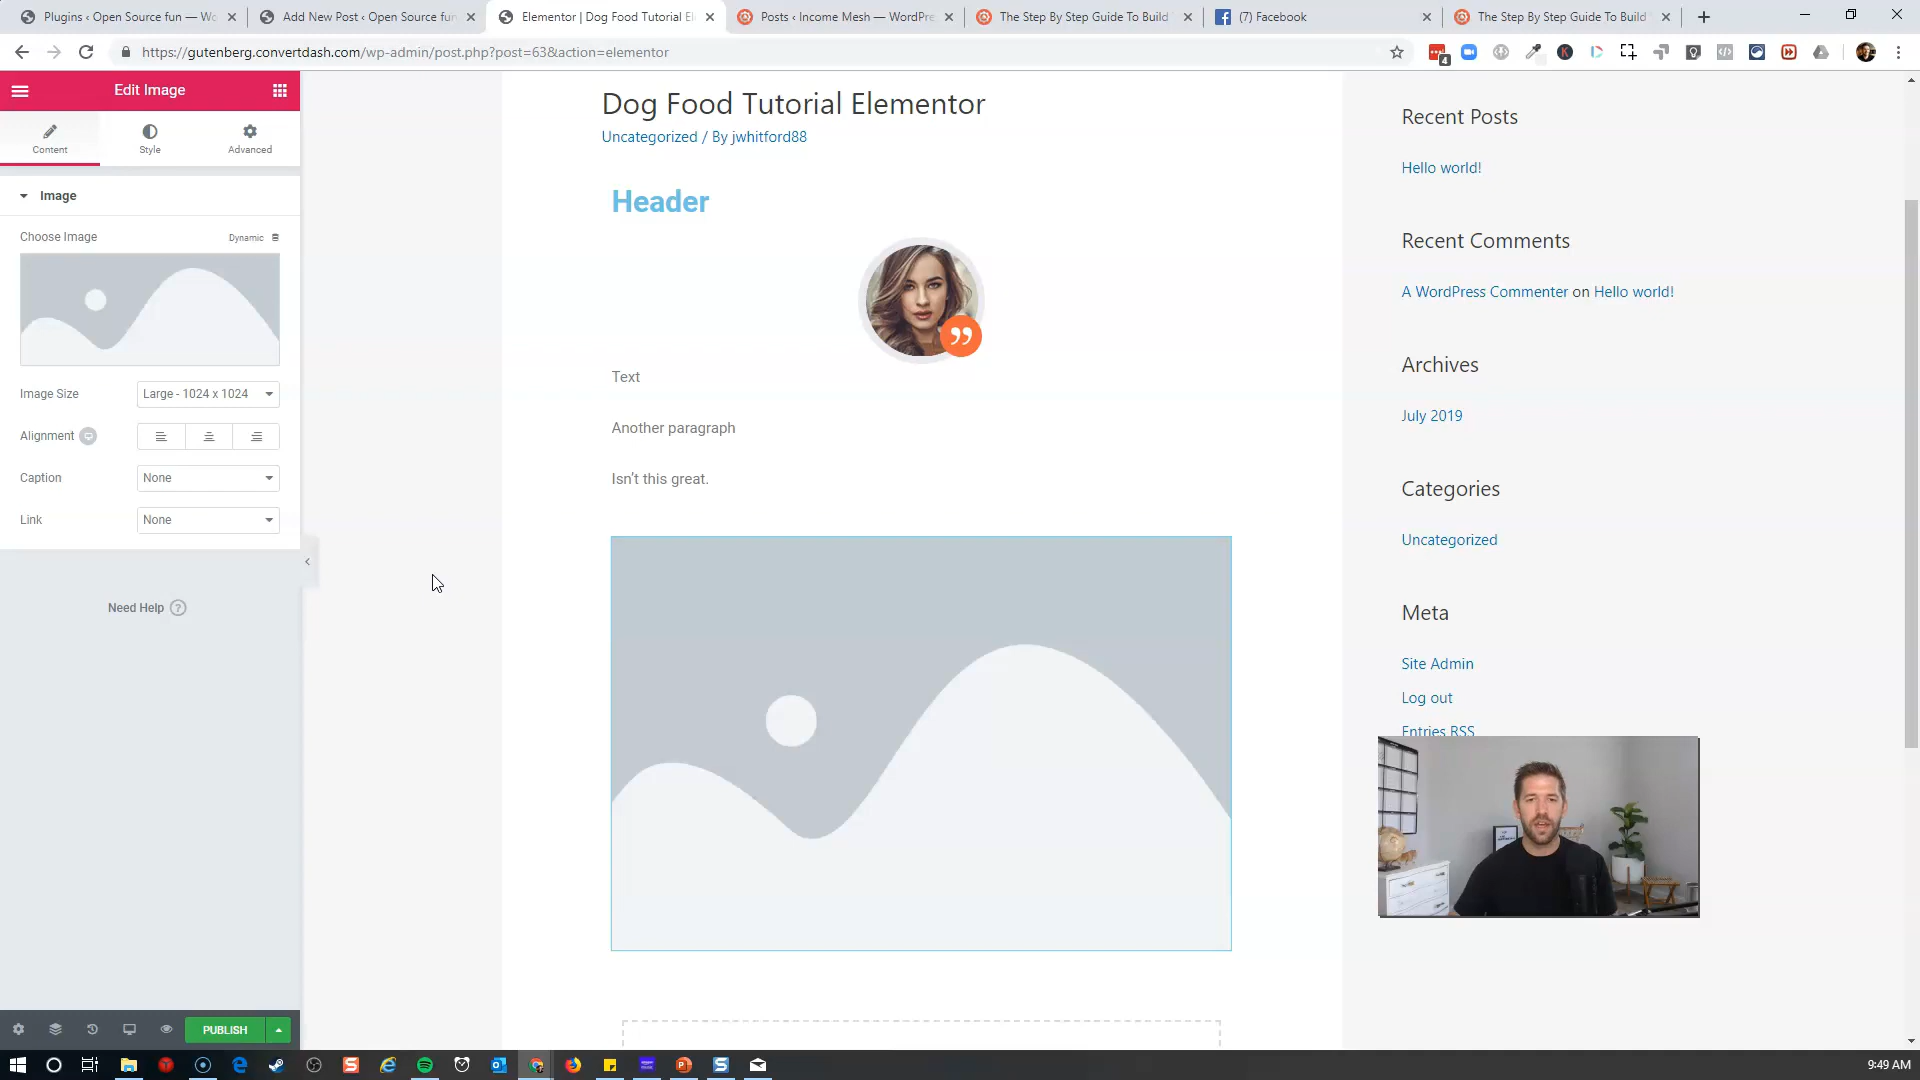 Plugins ‹ Open Source fun — Wo
Add New Post ‹ Open Source fun
Elementor | Dog Food Tutorial El
Posts ‹ Income Mesh — WordPre
The Step By Step Guide To Build
(7) Facebook
The Step By Step Guide To Build
https://gutenberg.convertdash.com/wp-admin/post.php?post=63&action=elementor
4
Edit Image
Content
Style
Advanced
Image
Choose Image
Dynamic
Image Size
Large - 1024 x 1024
Alignment
Caption
None
Link
None
Need Help ?
PUBLISH
Dog Food Tutorial Elementor
Uncategorized / By jwhitford88
Header
Text
Another paragraph
Isn't this great.
Recent Posts
Hello world!
Recent Comments
A WordPress Commenter on Hello world!
Archives
July 2019
Categories
Uncategorized
Meta
Site Admin
Log out
Entries RSS
9:49 AM